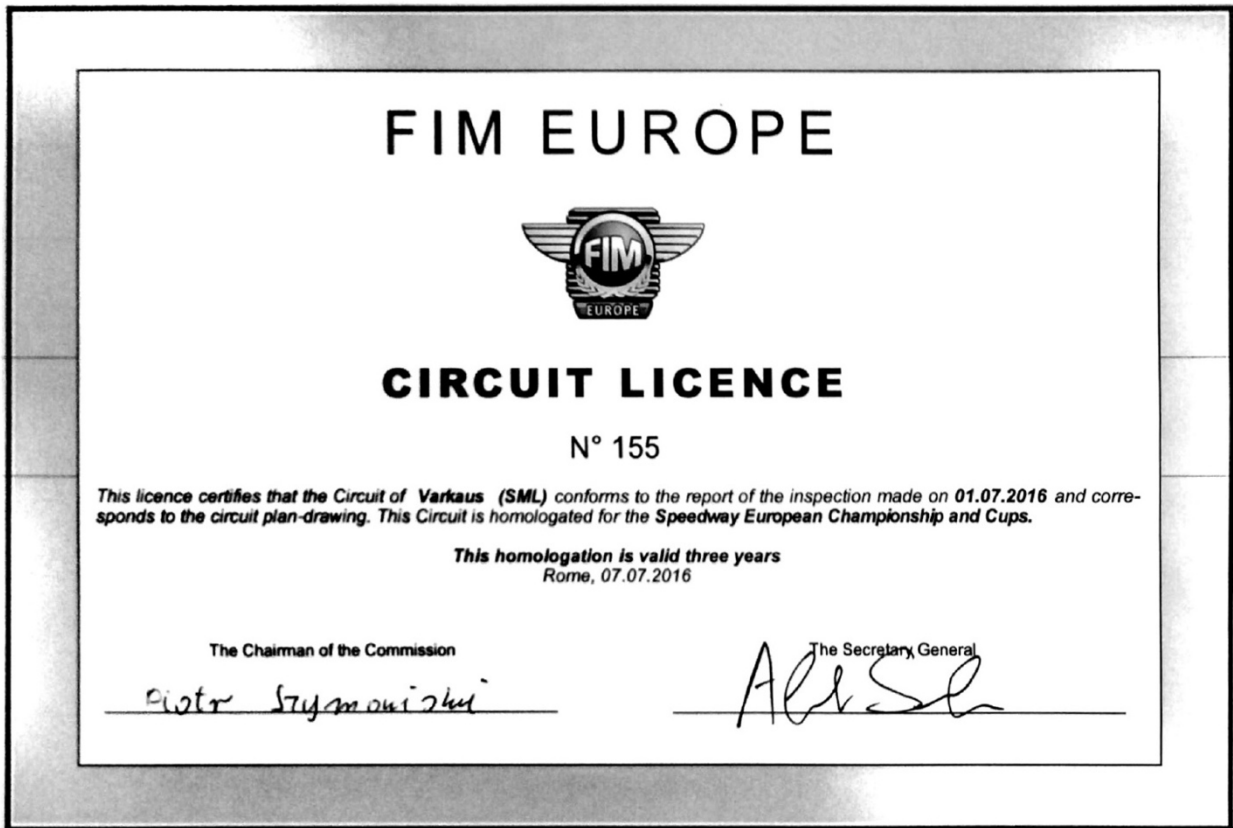 FIM EUROPE
FIM
EUROPE
CIRCUIT LICENCE
N° 155
This licence certifies that the Circuit of Varkaus (SML) conforms to the report of the inspection made on 01.07.2016 and corre-
sponds to the circuit plan-drawing. This Circuit is homologated for the Speedway European Championship and Cups.
This homologation is valid three years
Rome, 07.07.2016
The Chairman of the Commission
The Secretary General
Piotr